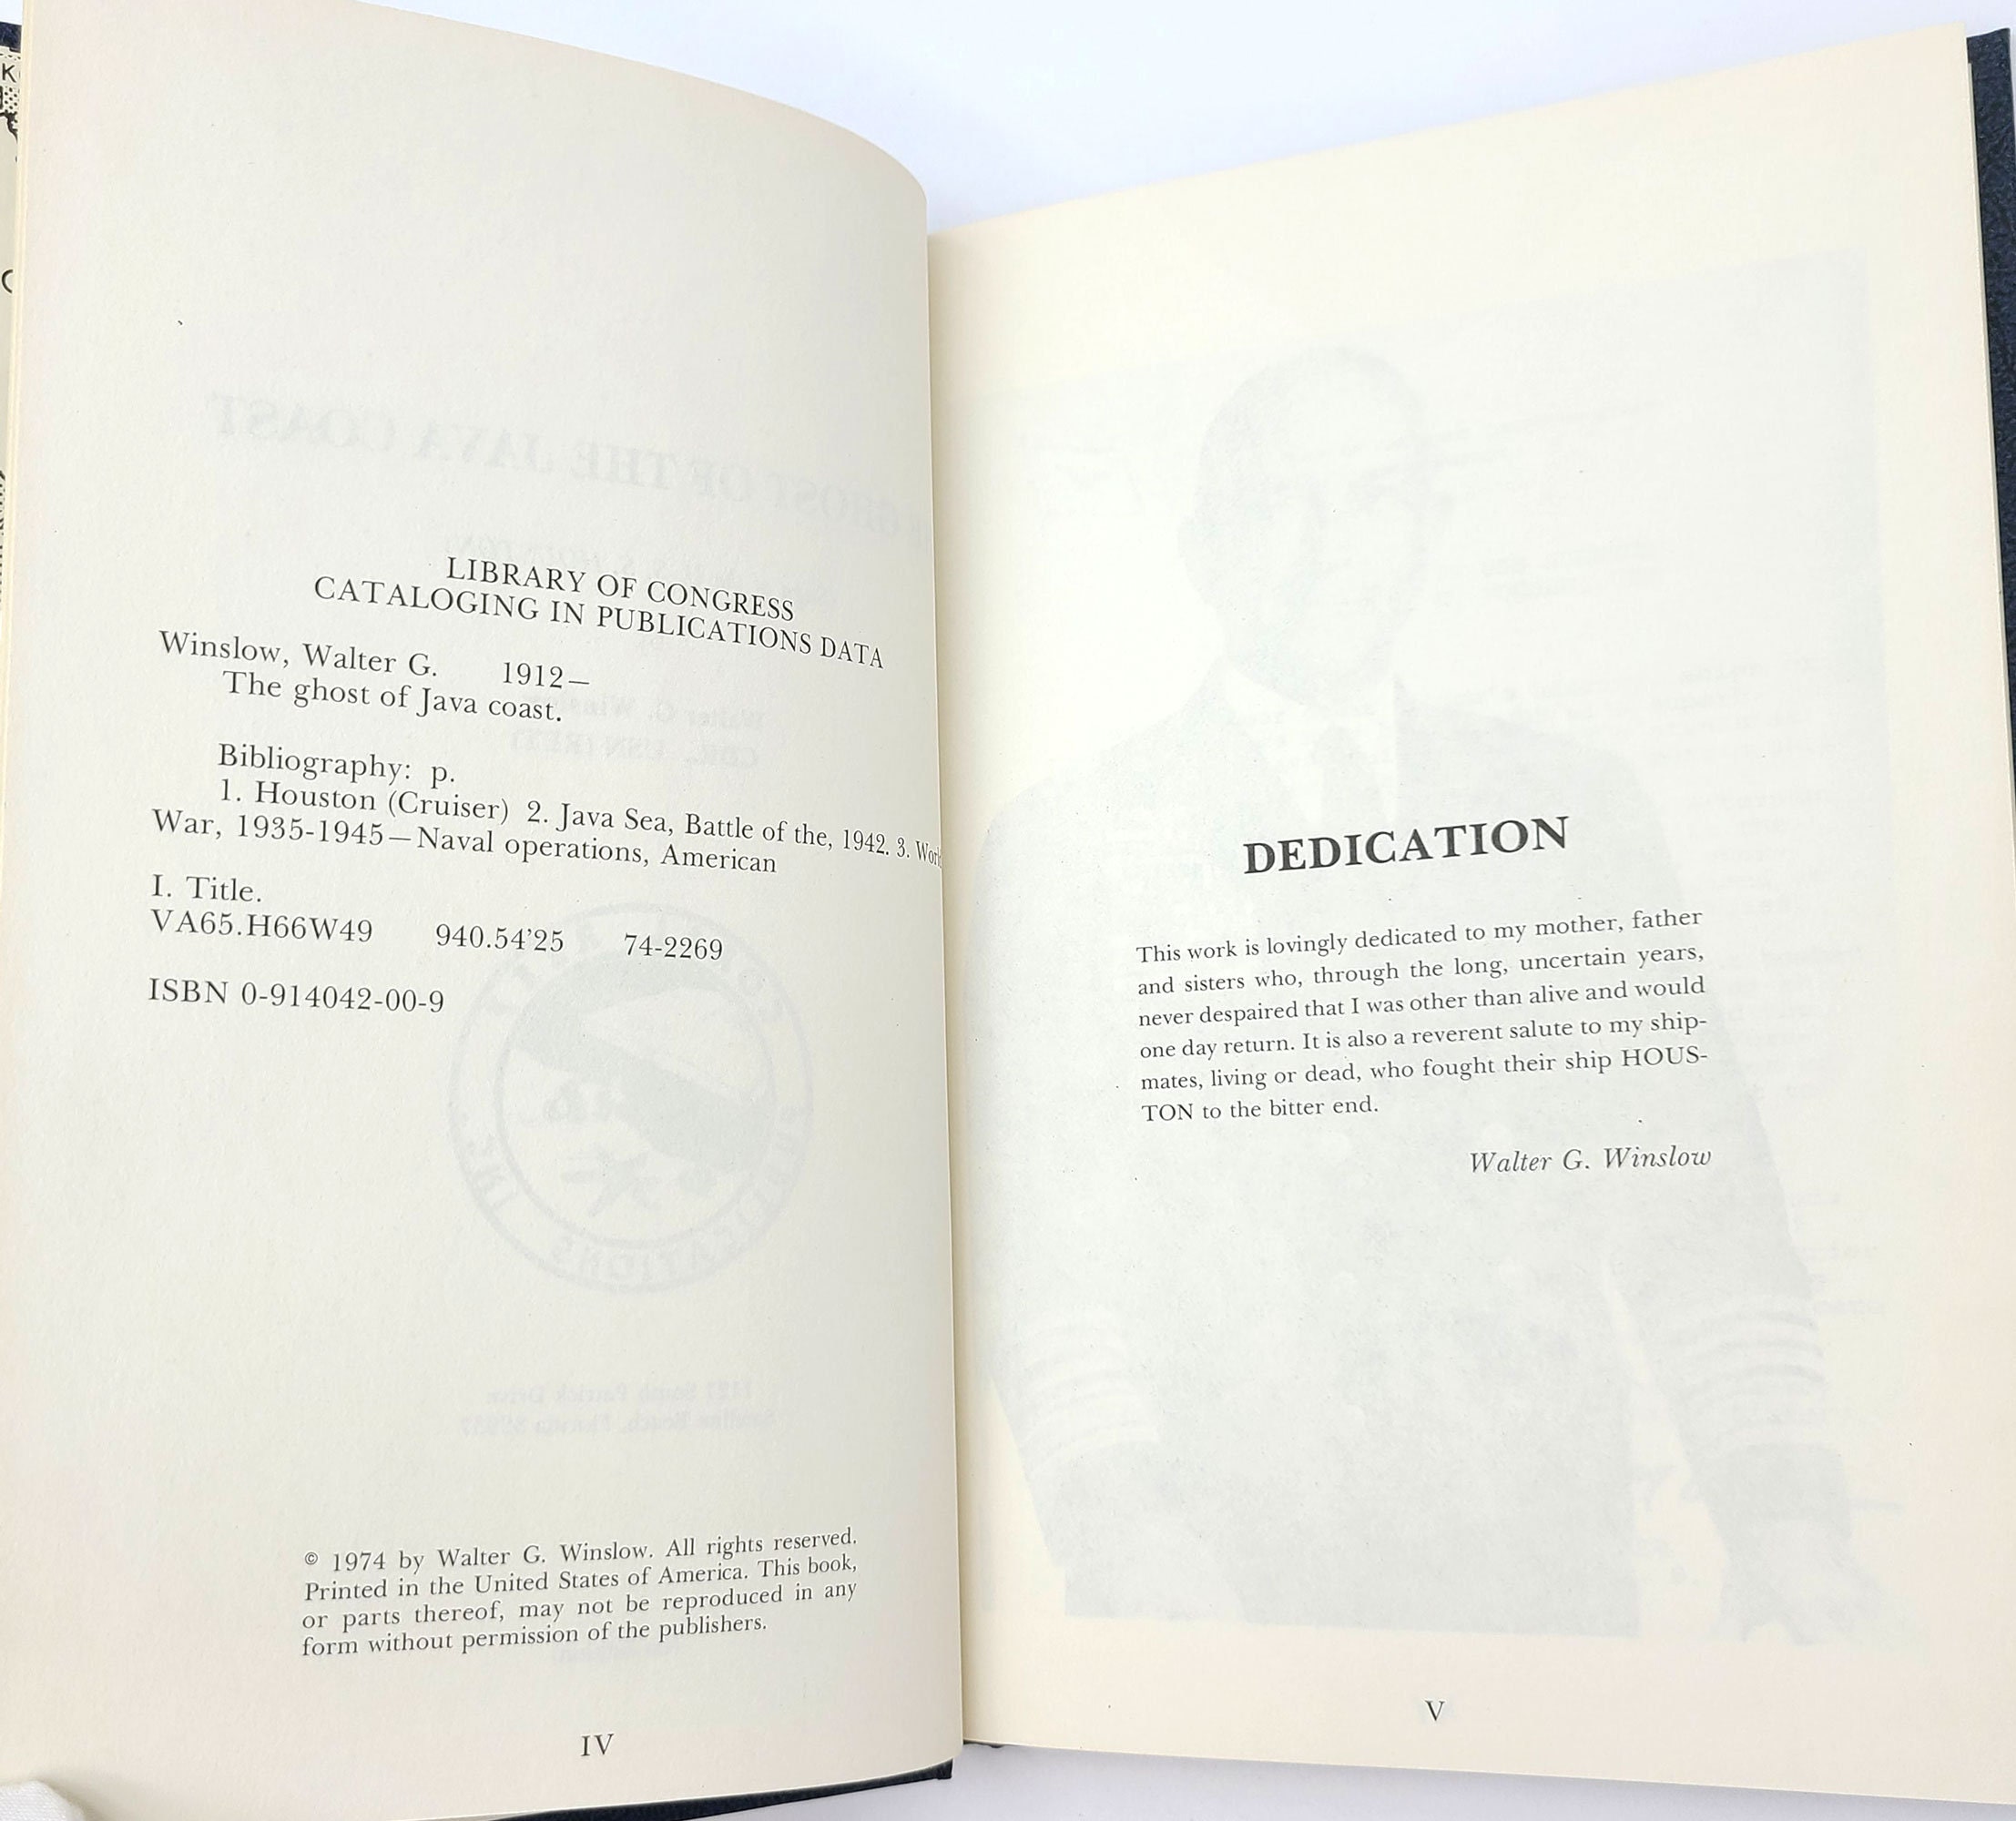 LIBRARY OF CONGRESS
CATALOGING IN PUBLICATIONS DATA
Winslow, Walter G. 1912—
The ghost of Java coast.
Bibliography: p.
1. Houston (Cruiser) 2. Java Sea, Battle of the, 1942. 3. Worl
War, 1935-1945—Naval operations, American
I. Title.
VA65.H66W49 940.54'25 74-2269
ISBN 0-914042-00-9
© 1974 by Walter G. Winslow. All rights reserved.
Printed in the United States of America. This book,
or parts thereof, may not be reproduced in any
form without permission of the publishers.
IV
DEDICATION
This work is lovingly dedicated to my mother, father
and sisters who, through the long, uncertain years,
never despaired that I was other than alive and would
one day return. It is also a reverent salute to my ship-
mates, living or dead, who fought their ship HOUS-
TON to the bitter end.
Walter G. Winslow
V